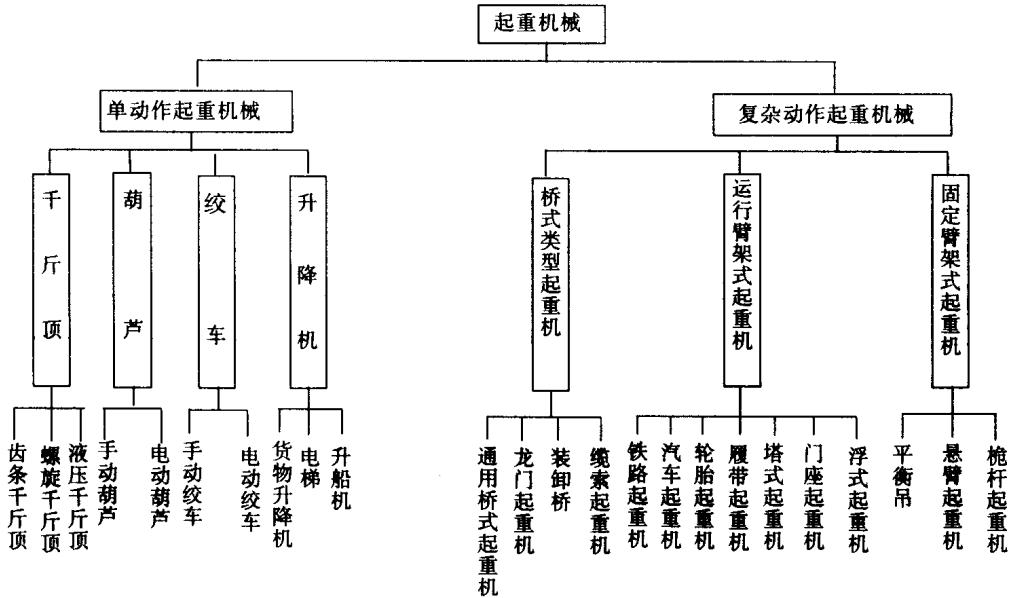 起重机械
单动作起重机械
复杂动作起重机械
千斤顶
葫芦
绞车
升降机
桥式类型起重机
运行臂架式起重机
固定臂架式起重机
齿条千斤顶
螺旋千斤顶
液压千斤顶
手动葫芦
电动葫芦
手动绞车
电动绞车
货物升降机
电梯
升船机
通用桥式起重机
龙门起重机
装卸桥
缆索起重机
铁路起重机
汽车起重机
轮胎起重机
履带起重机
塔式起重机
门座起重机
浮式起重机
平衡吊
悬臂起重机
桅杆起重机